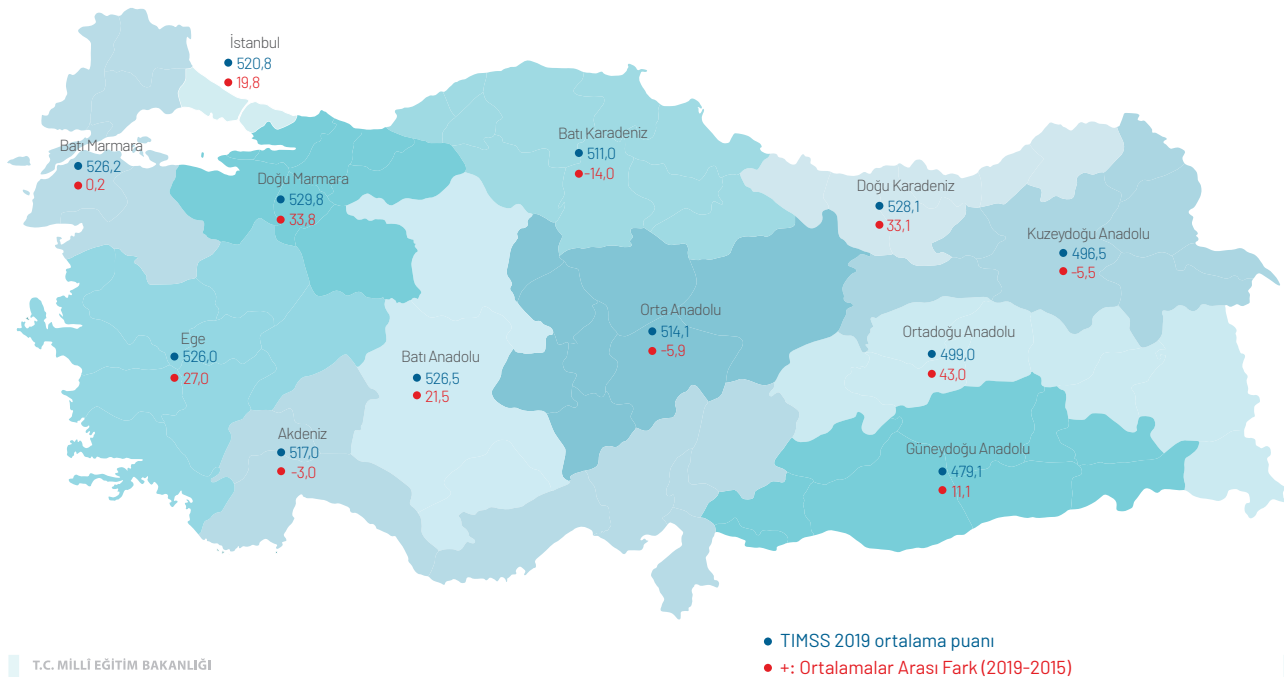 İstanbul
520,8
19,8
Batı Marmara
526,2
0,2
Doğu Marmara
529,8
33,8
Batı Karadeniz
511,0
-14,0
Doğu Karadeniz
528,1
33,1
Kuzeydoğu Anadolu
496,5
-5,5
Orta Anadolu
514,1
-5,9
Ortadoğu Anadolu
499,0
43,0
Ege
526,0
27,0
Batı Anadolu
526,5
21,5
Akdeniz
517,0
-3,0
Güneydoğu Anadolu
479,1
11,1
TIMSS 2019 ortalama puanı
+: Ortalamalar Arası Fark (2019-2015)
T.C. MİLLİ EĞİTİM BAKANLIĞI